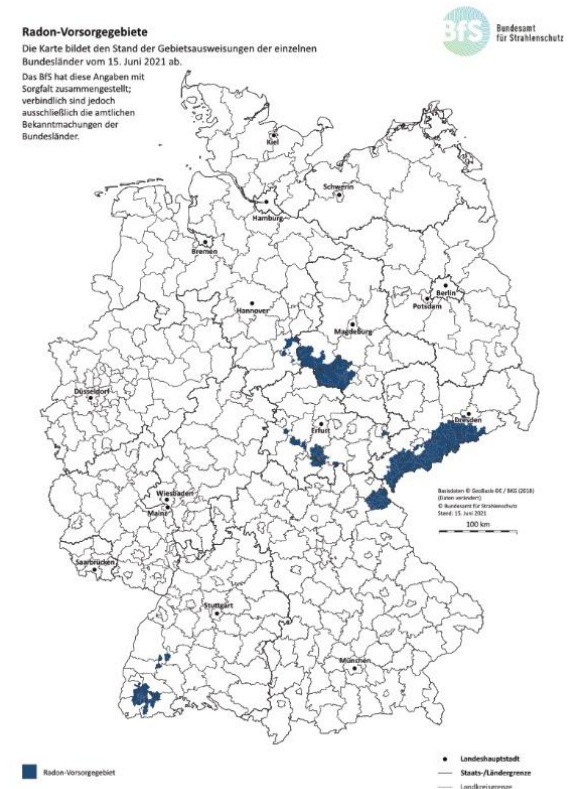 Radon-Vorsorgegebiete
Die Karte bildet den Stand der Gebietsausweisungen der einzelnen
Bundesländer vom 15. Juni 2021 ab.
Das BfS hat diese Angaben mit
Sorgfalt zusammengestellt;
verbindlich sind jedoch
ausschließlich die amtlichen
Bekanntmachungen der
Bundesländer.
BfS
Bundesamt
für Strahlenschutz
Kiel
Schwerin
Hamburg
Bremen
Berlin
Potsdam
Hannover
Magdeburg
Düsseldorf
Dresden
Erfurt
Wiesbaden
Mainz
Basisdaten © GeoBasis-DE / BKG (2016)
(Daten verändert)
© Bundesamt für Strahlenschutz
Stand: 15. Juni 2021
100 km
Saarbrücken
Stuttgart
München
Radon-Vorsorgegebiet
Landeshauptstadt
Staats-/Ländergrenze
Landkreisgrenze